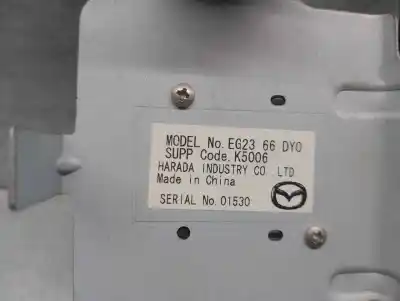 MODEL No. EG23 66 DY0
SUPP Code. K5006
HARADA INDUSTRY CO. LTD
Made in China
SERIAL No. 01530